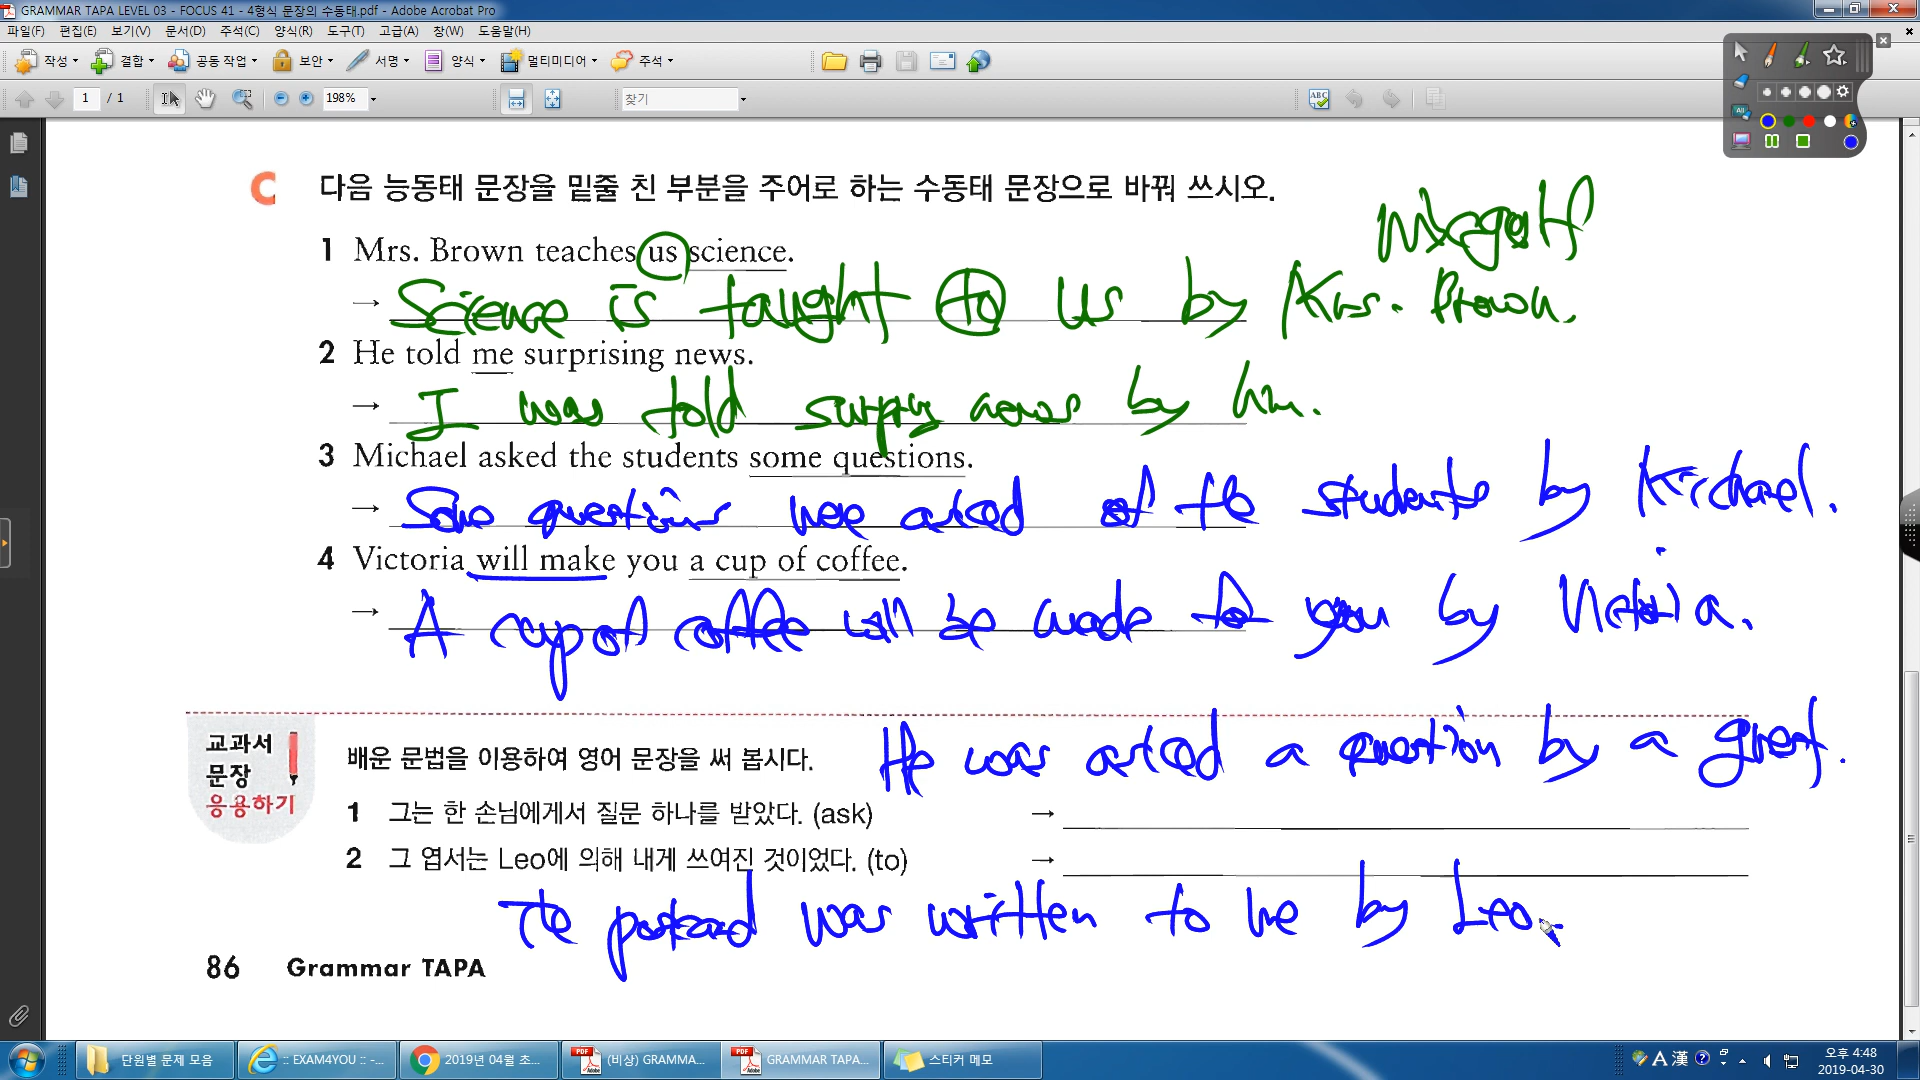 GRAMMAR TAPA LEVEL 03 - FOCUS 41 - 4형식 문장의 수동태.pdf - Adobe Acrobat Pro
파일(F) 편집(E) 보기(V) 문서(D) 주석(C) 양식(R) 도구(T) 고급(A) 창(W) 도움말(H)
작성 결합 공동 작업 보안 서명 양식 멀티미디어 주석
1 / 1 198% 찾기
C 다음 능동태 문장을 밑줄 친 부분을 주어로 하는 수동태 문장으로 바꿔 쓰시오.
1 Mrs. Brown teaches us science.
→ Science is taught to us by Mrs. Brown.
2 He told me surprising news.
→ I was told news by him.
3 Michael asked the students some questions.
→ Some questions were asked of the students by Michael.
4 Victoria will make you a cup of coffee.
→ A cup of coffee will be made you by Victoria.
교과서
문장
응용하기
배운 문법을 이용하여 영어 문장을 써 봅시다.
He was asked a question by a guest.
1 그는 한 손님에게서 질문 하나를 받았다. (ask) →
2 그 엽서는 Leo에 의해 내게 쓰여진 것이었다. (to) →
The postcard was written to me by Leo.
86 Grammar TAPA
단원별 문제 모음
:: EXAM4YOU :: -...
2019년 04월 초...
(비상) GRAMMA...
GRAMMAR TAPA...
스티커 메모
A 漢
오후 4:48
2019-04-30